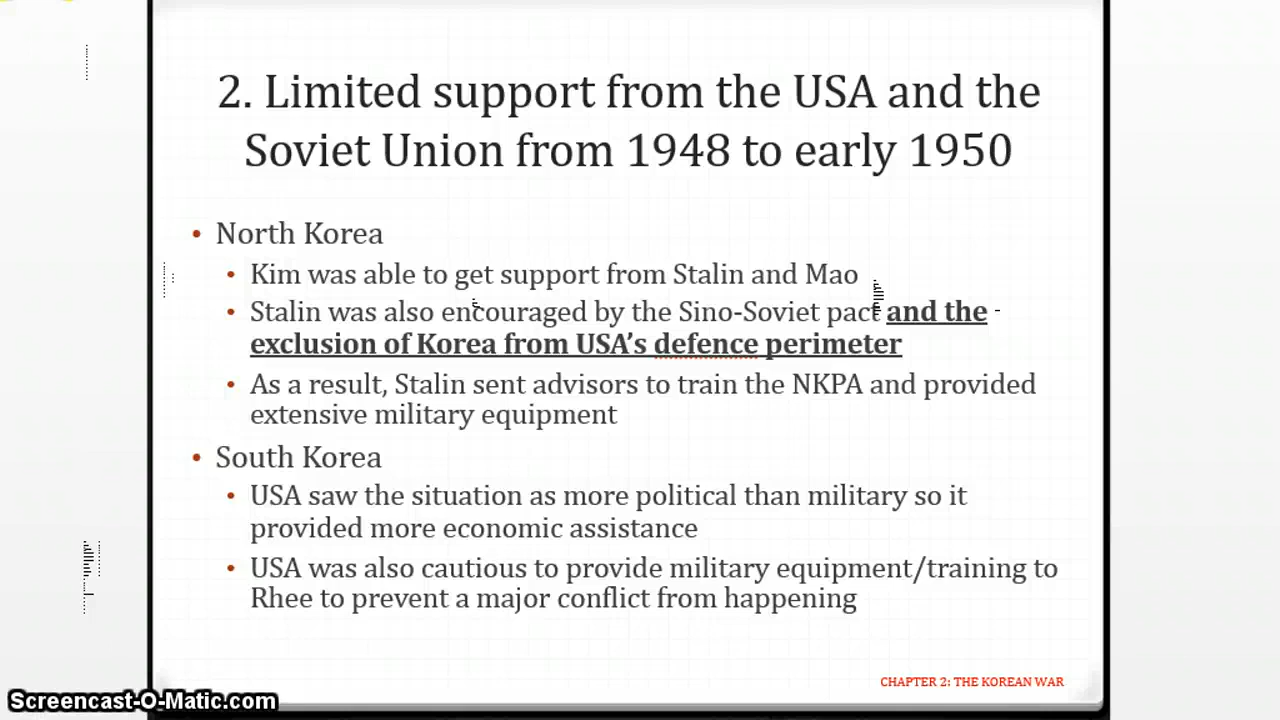 2. Limited support from the USA and the
Soviet Union from 1948 to early 1950
• North Korea
• Kim was able to get support from Stalin and Mao
• Stalin was also encouraged by the Sino-Soviet pact and the
exclusion of Korea from USA’s defence perimeter
• As a result, Stalin sent advisors to train the NKPA and provided
extensive military equipment
• South Korea
• USA saw the situation as more political than military so it
provided more economic assistance
• USA was also cautious to provide military equipment/training to
Rhee to prevent a major conflict from happening
CHAPTER 2: THE KOREAN WAR
Screencast-O-Matic.com